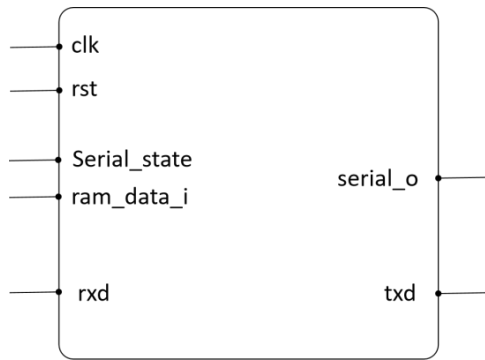 clk
rst
Serial_state
serial_o
ram_data_i
rxd
txd